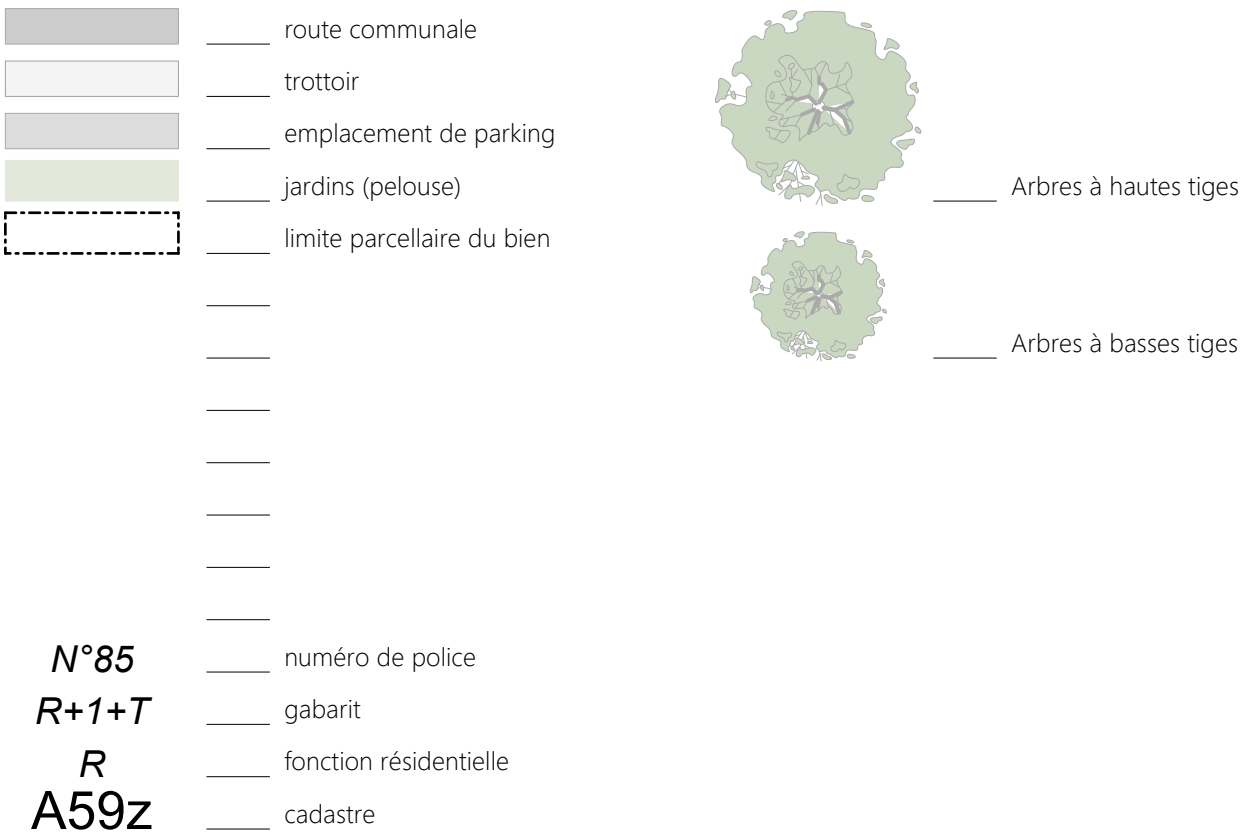 route communale
trottoir
emplacement de parking
jardins (pelouse)
limite parcellaire du bien
N°85 numéro de police
R+1+T gabarit
R fonction résidentielle
A59z cadastre
Arbres à hautes tiges
Arbres à basses tiges